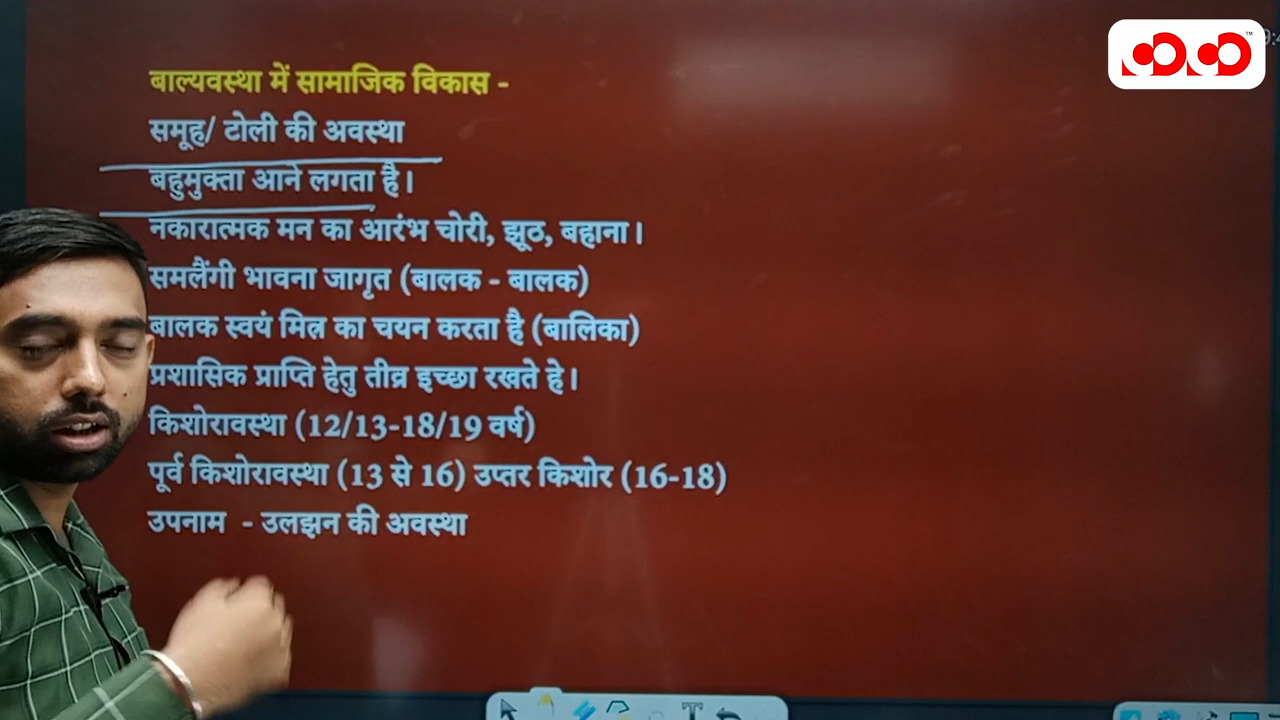 बाल्यवस्था में सामाजिक विकास -
समूह/ टोली की अवस्था
बहुमुक्ता आने लगता है।
नकारात्मक मन का आरंभ चोरी, झूठ, बहाना।
समलैंगी भावना जागृत (बालक - बालक)
बालक स्वयं मित्र का चयन करता है (बालिका)
प्रशासिक प्राप्ति हेतु तीव्र इच्छा रखते हे।
किशोरावस्था (12/13-18/19 वर्ष)
पूर्व किशोरावस्था (13 से 16) उप्तर किशोर (16-18)
उपनाम - उलझन की अवस्था